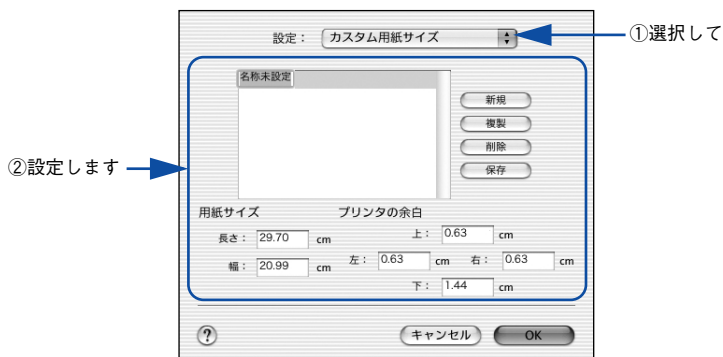 設定： カスタム用紙サイズ
①選択して
名称未設定
新規
複製
削除
保存
②設定します
用紙サイズ プリンタの余白
長さ： 29.70 cm
上： 0.63 cm
幅： 20.99 cm
左： 0.63 cm 右： 0.63 cm
下： 1.44 cm
? キャンセル OK